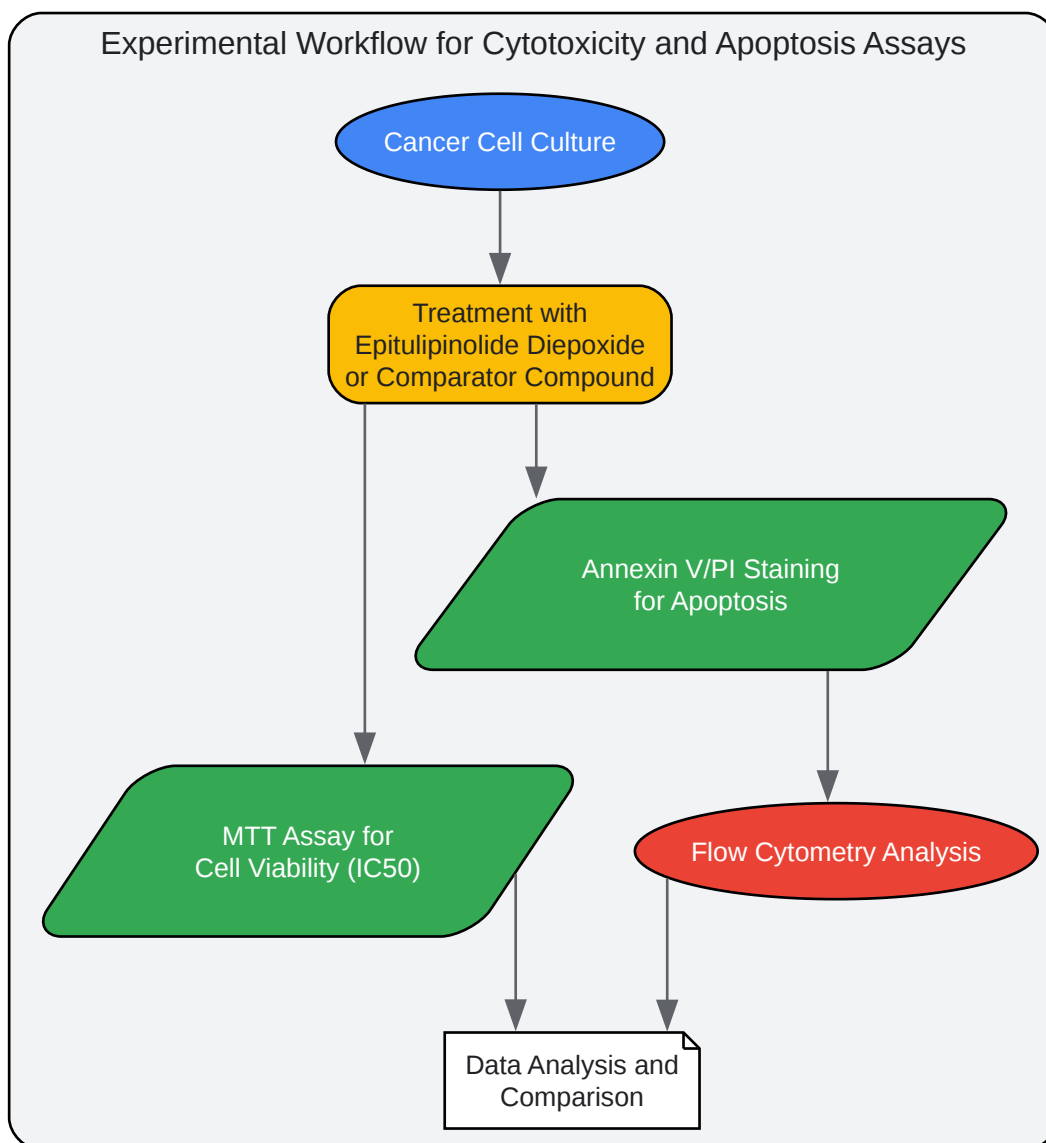 Experimental Workflow for Cytotoxicity and Apoptosis Assays
Cancer Cell Culture
Treatment with
Epitulipinolide Diepoxide
or Comparator Compound
Annexin V/PI Staining
for Apoptosis
MTT Assay for
Cell Viability (IC50)
Flow Cytometry Analysis
Data Analysis and
Comparison